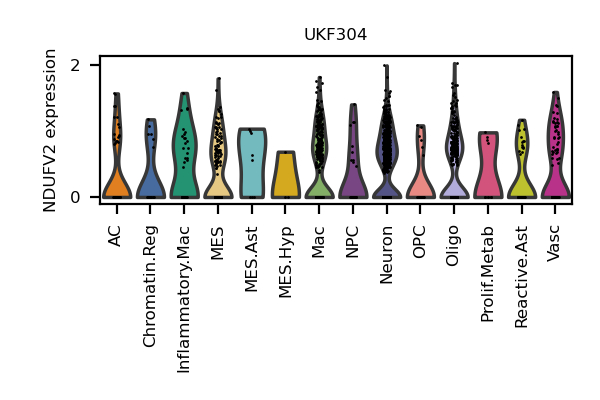 UKF304
NDUFV2 expression
2
0
AC
Chromatin.Reg
Inflammatory.Mac
MES
MES.Ast
MES.Hyp
Mac
NPC
Neuron
OPC
Oligo
Prolif.Metab
Reactive.Ast
Vasc